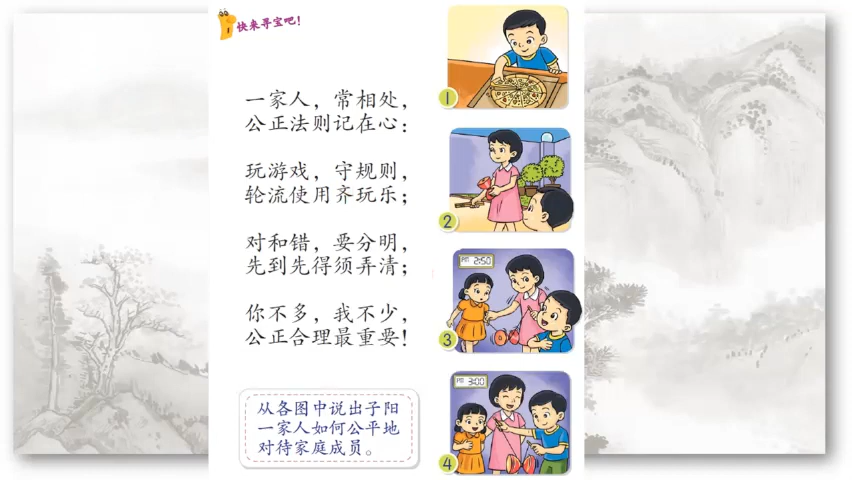 快来寻宝吧！
一家人，常相处，
公正法则记在心：
玩游戏，守规则，
轮流使用齐玩乐；
对和错，要分明，
先到先得须弄清；
你不多，我不少，
公正合理最重要！
从各图中说出子阳
一家人如何公平地
对待家庭成员。
1
2
PM 2:50
3
PM 3:00
4